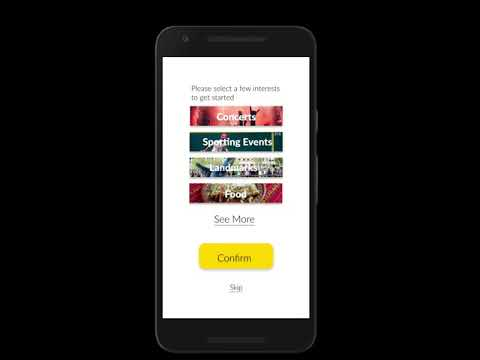 Please select a few interests
to get started
Concerts
Sporting Events
Landmarks
Food
See More
Confirm
Skip